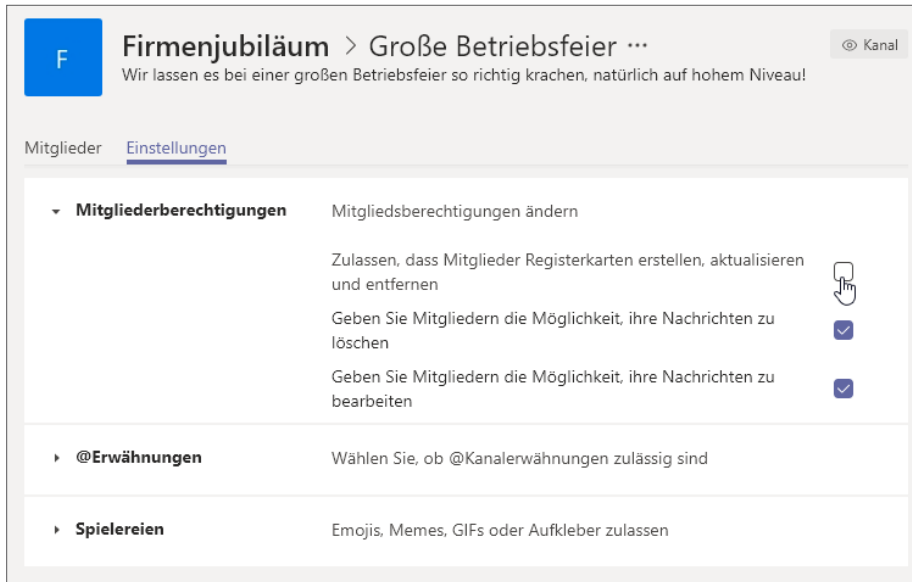 F
Firmenjubiläum > Große Betriebsfeier ···
Kanal
Wir lassen es bei einer großen Betriebsfeier so richtig krachen, natürlich auf hohem Niveau!
Mitglieder Einstellungen
Mitgliederberechtigungen Mitgliedsberechtigungen ändern
Zulassen, dass Mitglieder Registerkarten erstellen, aktualisieren
und entfernen
Geben Sie Mitgliedern die Möglichkeit, ihre Nachrichten zu
löschen
Geben Sie Mitgliedern die Möglichkeit, ihre Nachrichten zu
bearbeiten
@Erwähnungen Wählen Sie, ob @Kanalerwähnungen zulässig sind
Spielereien Emojis, Memes, GIFs oder Aufkleber zulassen